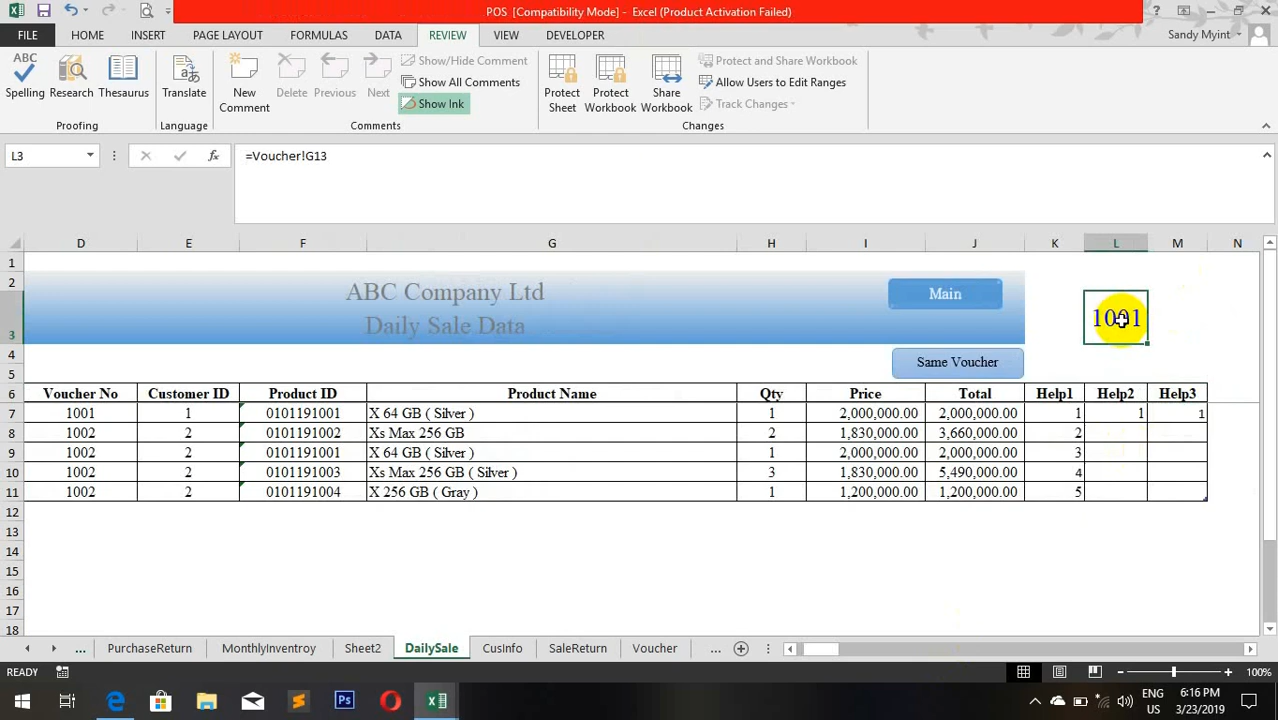 POS [Compatibility Mode] - Excel (Product Activation Failed)
FILE HOME INSERT PAGE LAYOUT FORMULAS DATA REVIEW VIEW DEVELOPER Sandy Myint
ABC Spelling Research Thesaurus Translate New Comment Delete Previous Next Show/Hide Comment Show All Comments Show Ink Protect Sheet Protect Workbook Share Workbook Protect and Share Workbook Allow Users to Edit Ranges Track Changes
Proofing Language Comments Changes
L3 fx =Voucher!G13
D E F G H I J K L M N
1
2 ABC Company Ltd Main
3 Daily Sale Data 1001
4
5 Same Voucher
6 Voucher No Customer ID Product ID Product Name Qty Price Total Help1 Help2 Help3
7 1001 1 0101191001 X 64 GB ( Silver ) 1 2,000,000.00 2,000,000.00 1 1 1
8 1002 2 0101191002 Xs Max 256 GB 2 1,830,000.00 3,660,000.00 2
9 1002 2 0101191001 X 64 GB ( Silver ) 1 2,000,000.00 2,000,000.00 3
10 1002 2 0101191003 Xs Max 256 GB ( Silver ) 3 1,830,000.00 5,490,000.00 4
11 1002 2 0101191004 X 256 GB ( Gray ) 1 1,200,000.00 1,200,000.00 5
12
13
14
15
16
17
18
... PurchaseReturn MonthlyInventroy Sheet2 DailySale CusInfo SaleReturn Voucher ...
READY 100%
Ps ENG 6:16 PM
US 3/23/2019